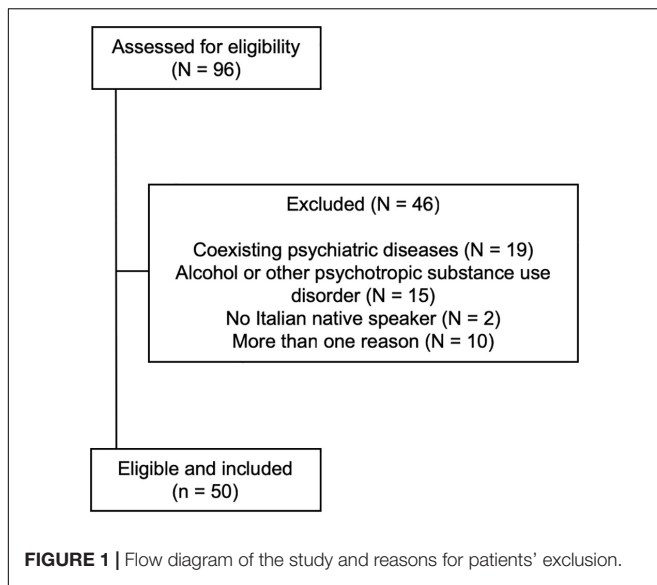 Assessed for eligibility
(N = 96)
Excluded (N = 46)
Coexisting psychiatric diseases (N = 19)
Alcohol or other psychotropic substance use
disorder (N = 15)
No Italian native speaker (N = 2)
More than one reason (N = 10)
Eligible and included
(n = 50)
FIGURE 1 | Flow diagram of the study and reasons for patients’ exclusion.